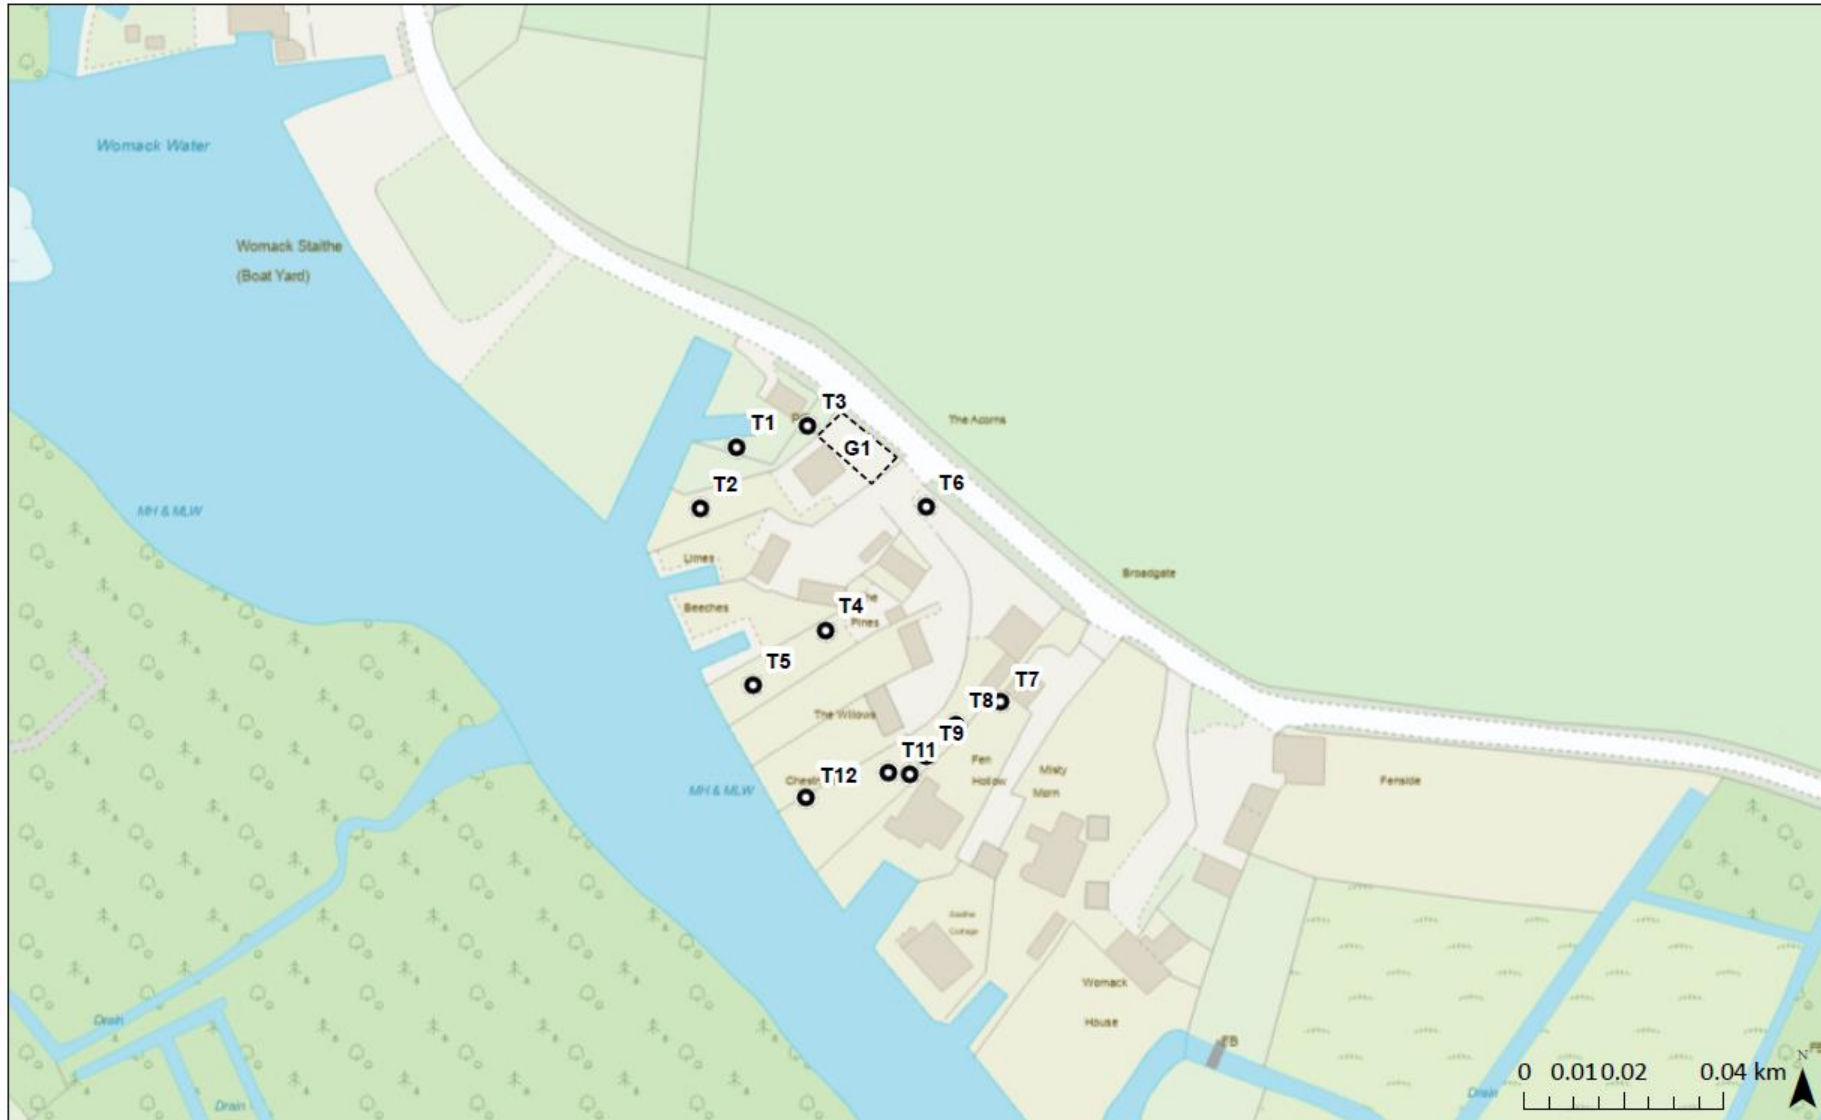 Womack Water
Womack Staithe
(Boat Yard)
T3
The Acorns
T1
G1
T2
T6
MH & MLW
Limes
Broadgate
Beeches
T4
Pines
T5
T7
T8
The Willows
T9
T11
Fen
Hollow
Misty
Morn
T12
MH & MLW
Fenside
Womack
House
Drain
Drain
Drain
FB
0 0.01 0.02 0.04 km
N